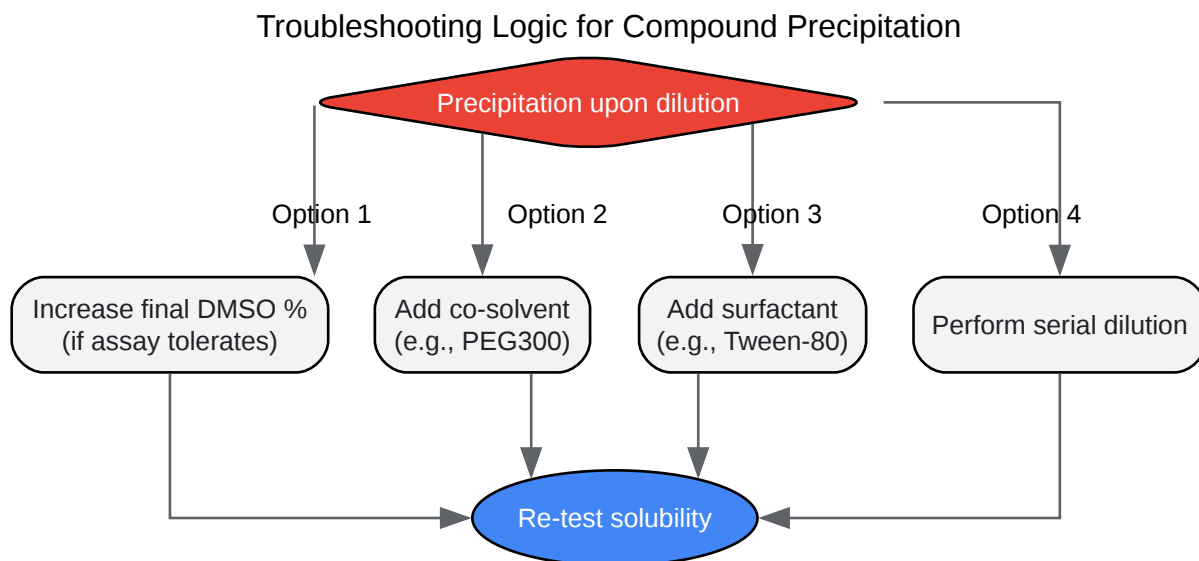 Troubleshooting Logic for Compound Precipitation
Precipitation upon dilution
Option 1
Option 2
Option 3
Option 4
Increase final DMSO %
(if assay tolerates)
Add co-solvent
(e.g., PEG300)
Add surfactant
(e.g., Tween-80)
Perform serial dilution
Re-test solubility